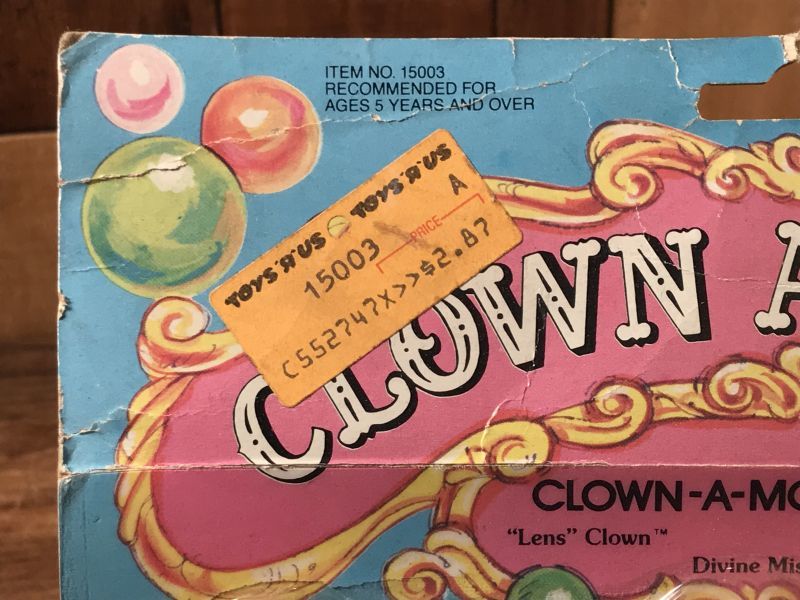 ITEM NO. 15003
RECOMMENDED FOR
AGES 5 YEARS AND OVER
TOYS "R" US TOYS "R" US
A
15003 PRICE
C552747X>>$2.87
CLOWN A
CLOWN-A-MO
"Lens" Clown™
Divine Mis